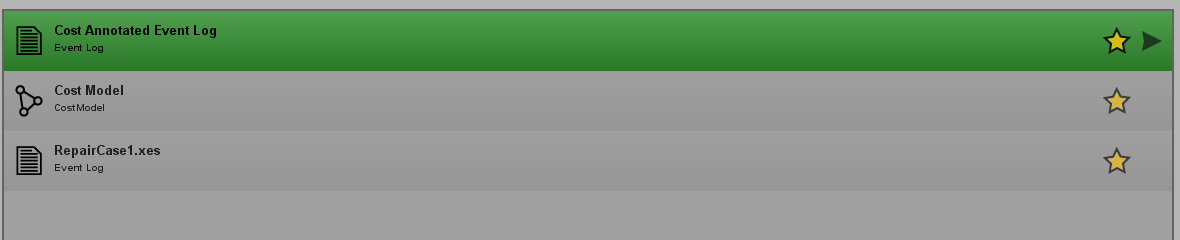 Cost Annotated Event Log
Event Log
Cost Model
CostModel
RepairCase1.xes
Event Log